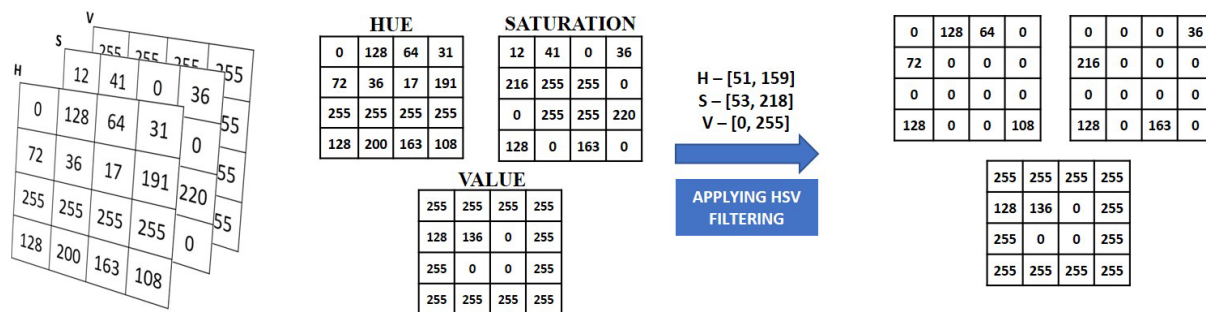 V
255 255 255 255
S
12 41 0 36
H
0 128 64 31
72 36 17 191
255 255 255 255
128 200 163 108
0
220
0
55
55
55
HUE
0 128 64 31
72 36 17 191
255 255 255 255
128 200 163 108
SATURATION
12 41 0 36
216 255 255 0
0 255 255 220
128 0 163 0
VALUE
255 255 255 255
128 136 0 255
255 0 0 255
255 255 255 255
H – [51, 159]
S – [53, 218]
V – [0, 255]
APPLYING HSV
FILTERING
0 128 64 0
72 0 0 0
0 0 0 0
128 0 0 108
0 0 0 36
216 0 0 0
0 0 0 0
128 0 163 0
255 255 255 255
128 136 0 255
255 0 0 255
255 255 255 255